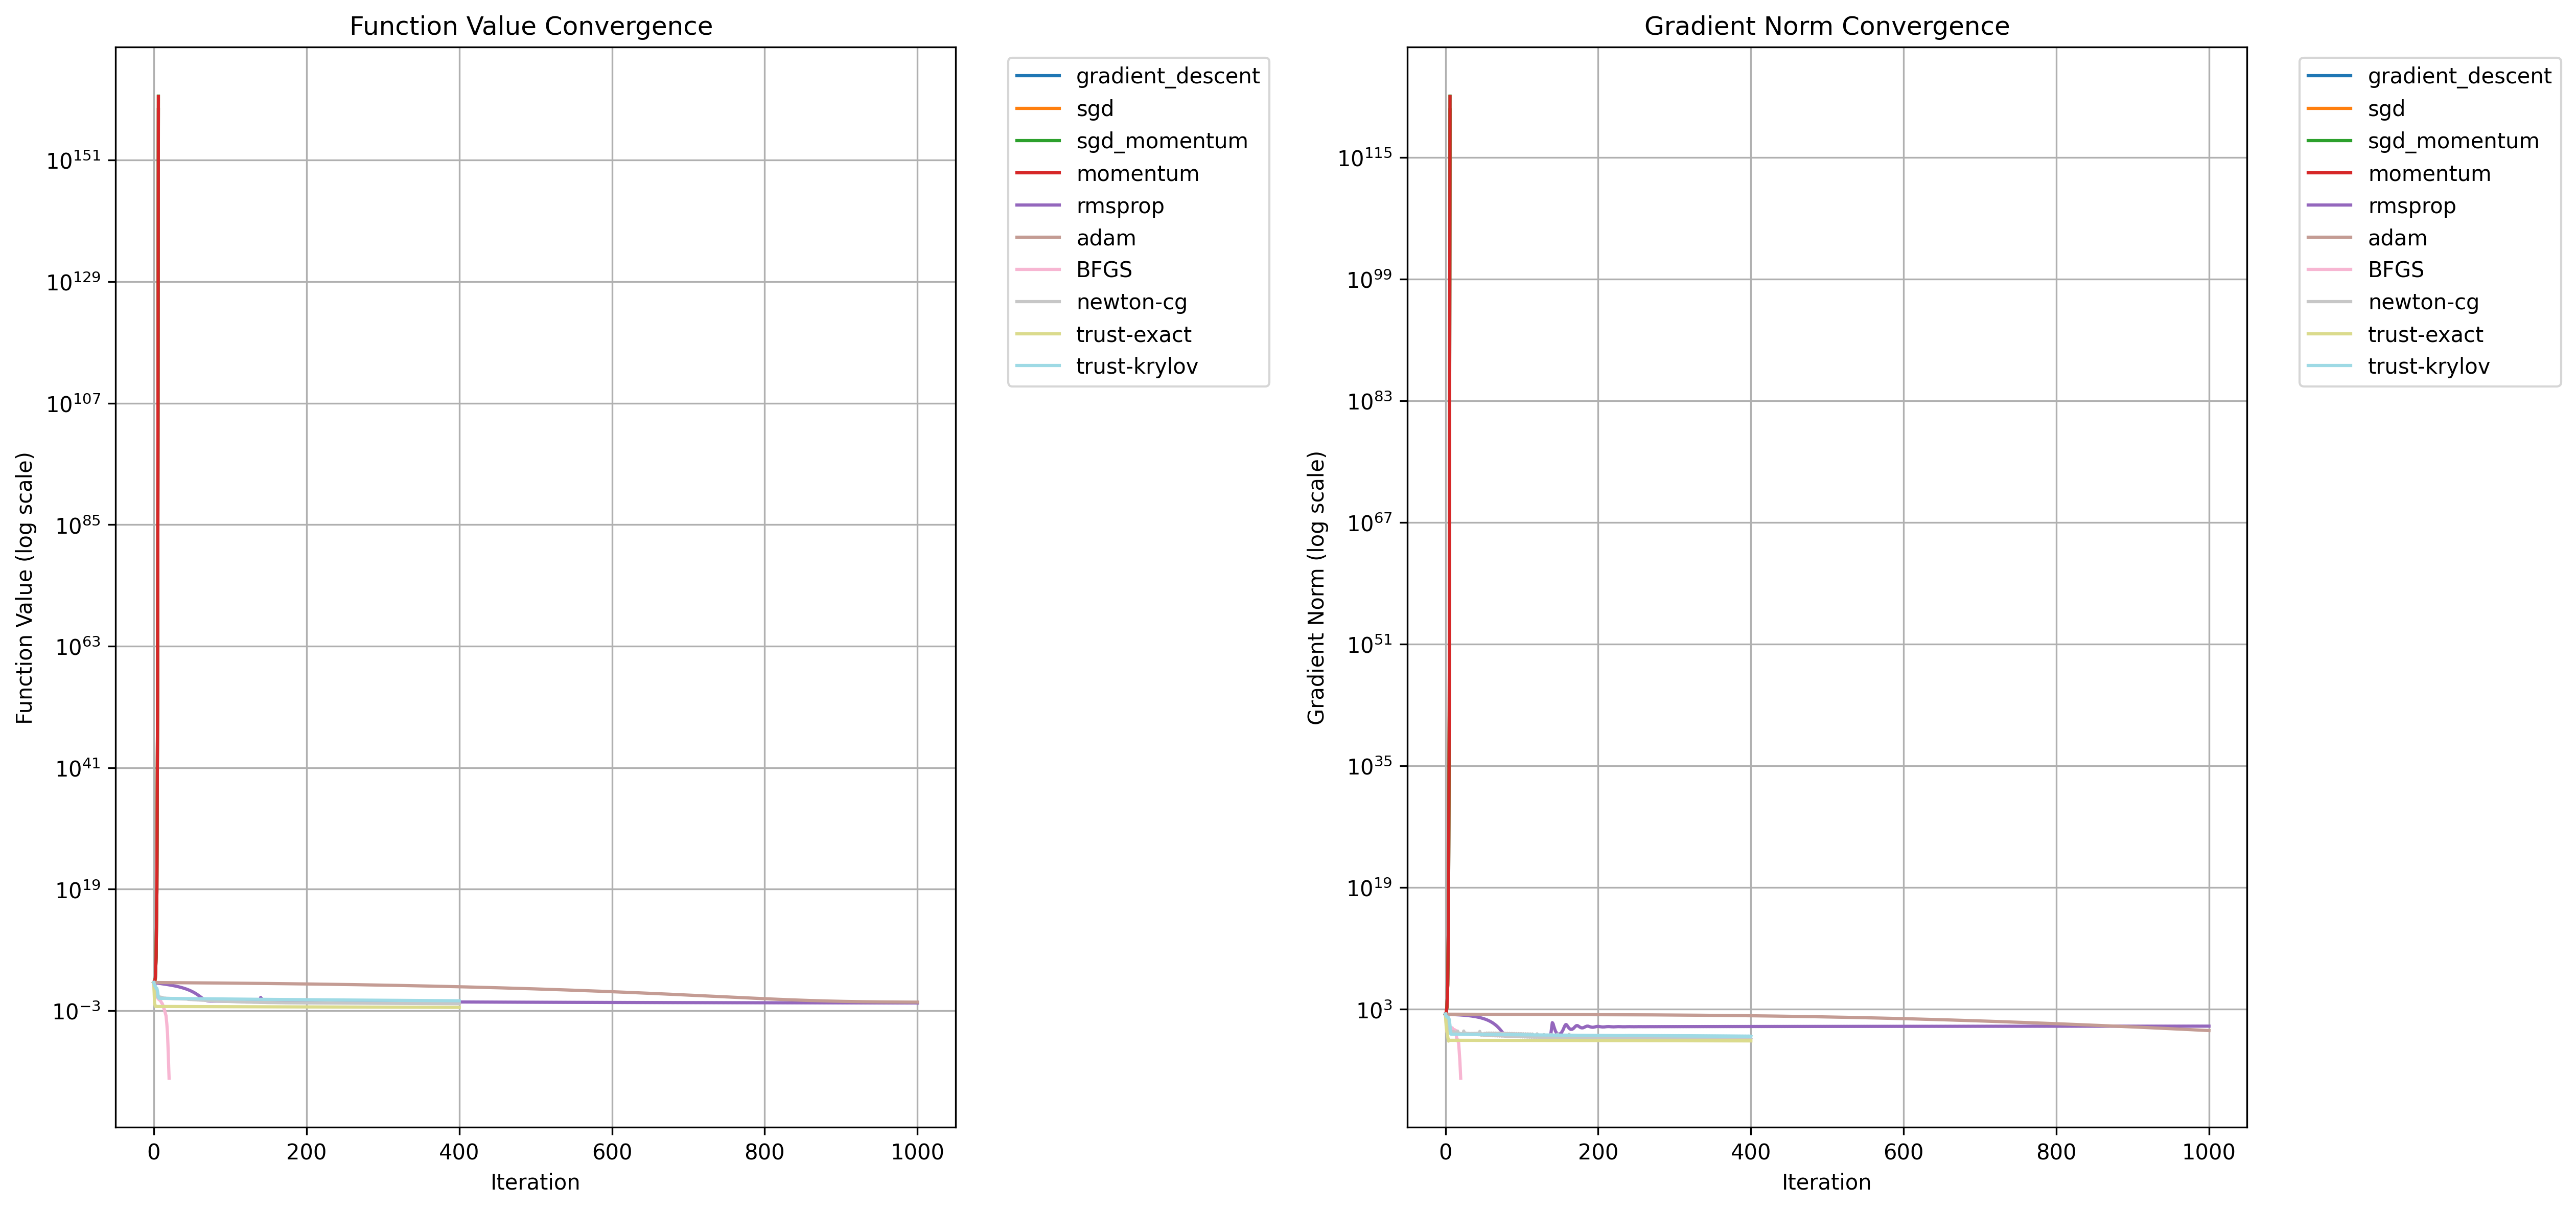 Function Value Convergence
Function Value (log scale)
10^151
10^129
10^107
10^85
10^63
10^41
10^19
10^-3
0 200 400 600 800 1000
Iteration
gradient_descent
sgd
sgd_momentum
momentum
rmsprop
adam
BFGS
newton-cg
trust-exact
trust-krylov
Gradient Norm Convergence
Gradient Norm (log scale)
10^115
10^99
10^83
10^67
10^51
10^35
10^19
10^3
0 200 400 600 800 1000
Iteration
gradient_descent
sgd
sgd_momentum
momentum
rmsprop
adam
BFGS
newton-cg
trust-exact
trust-krylov